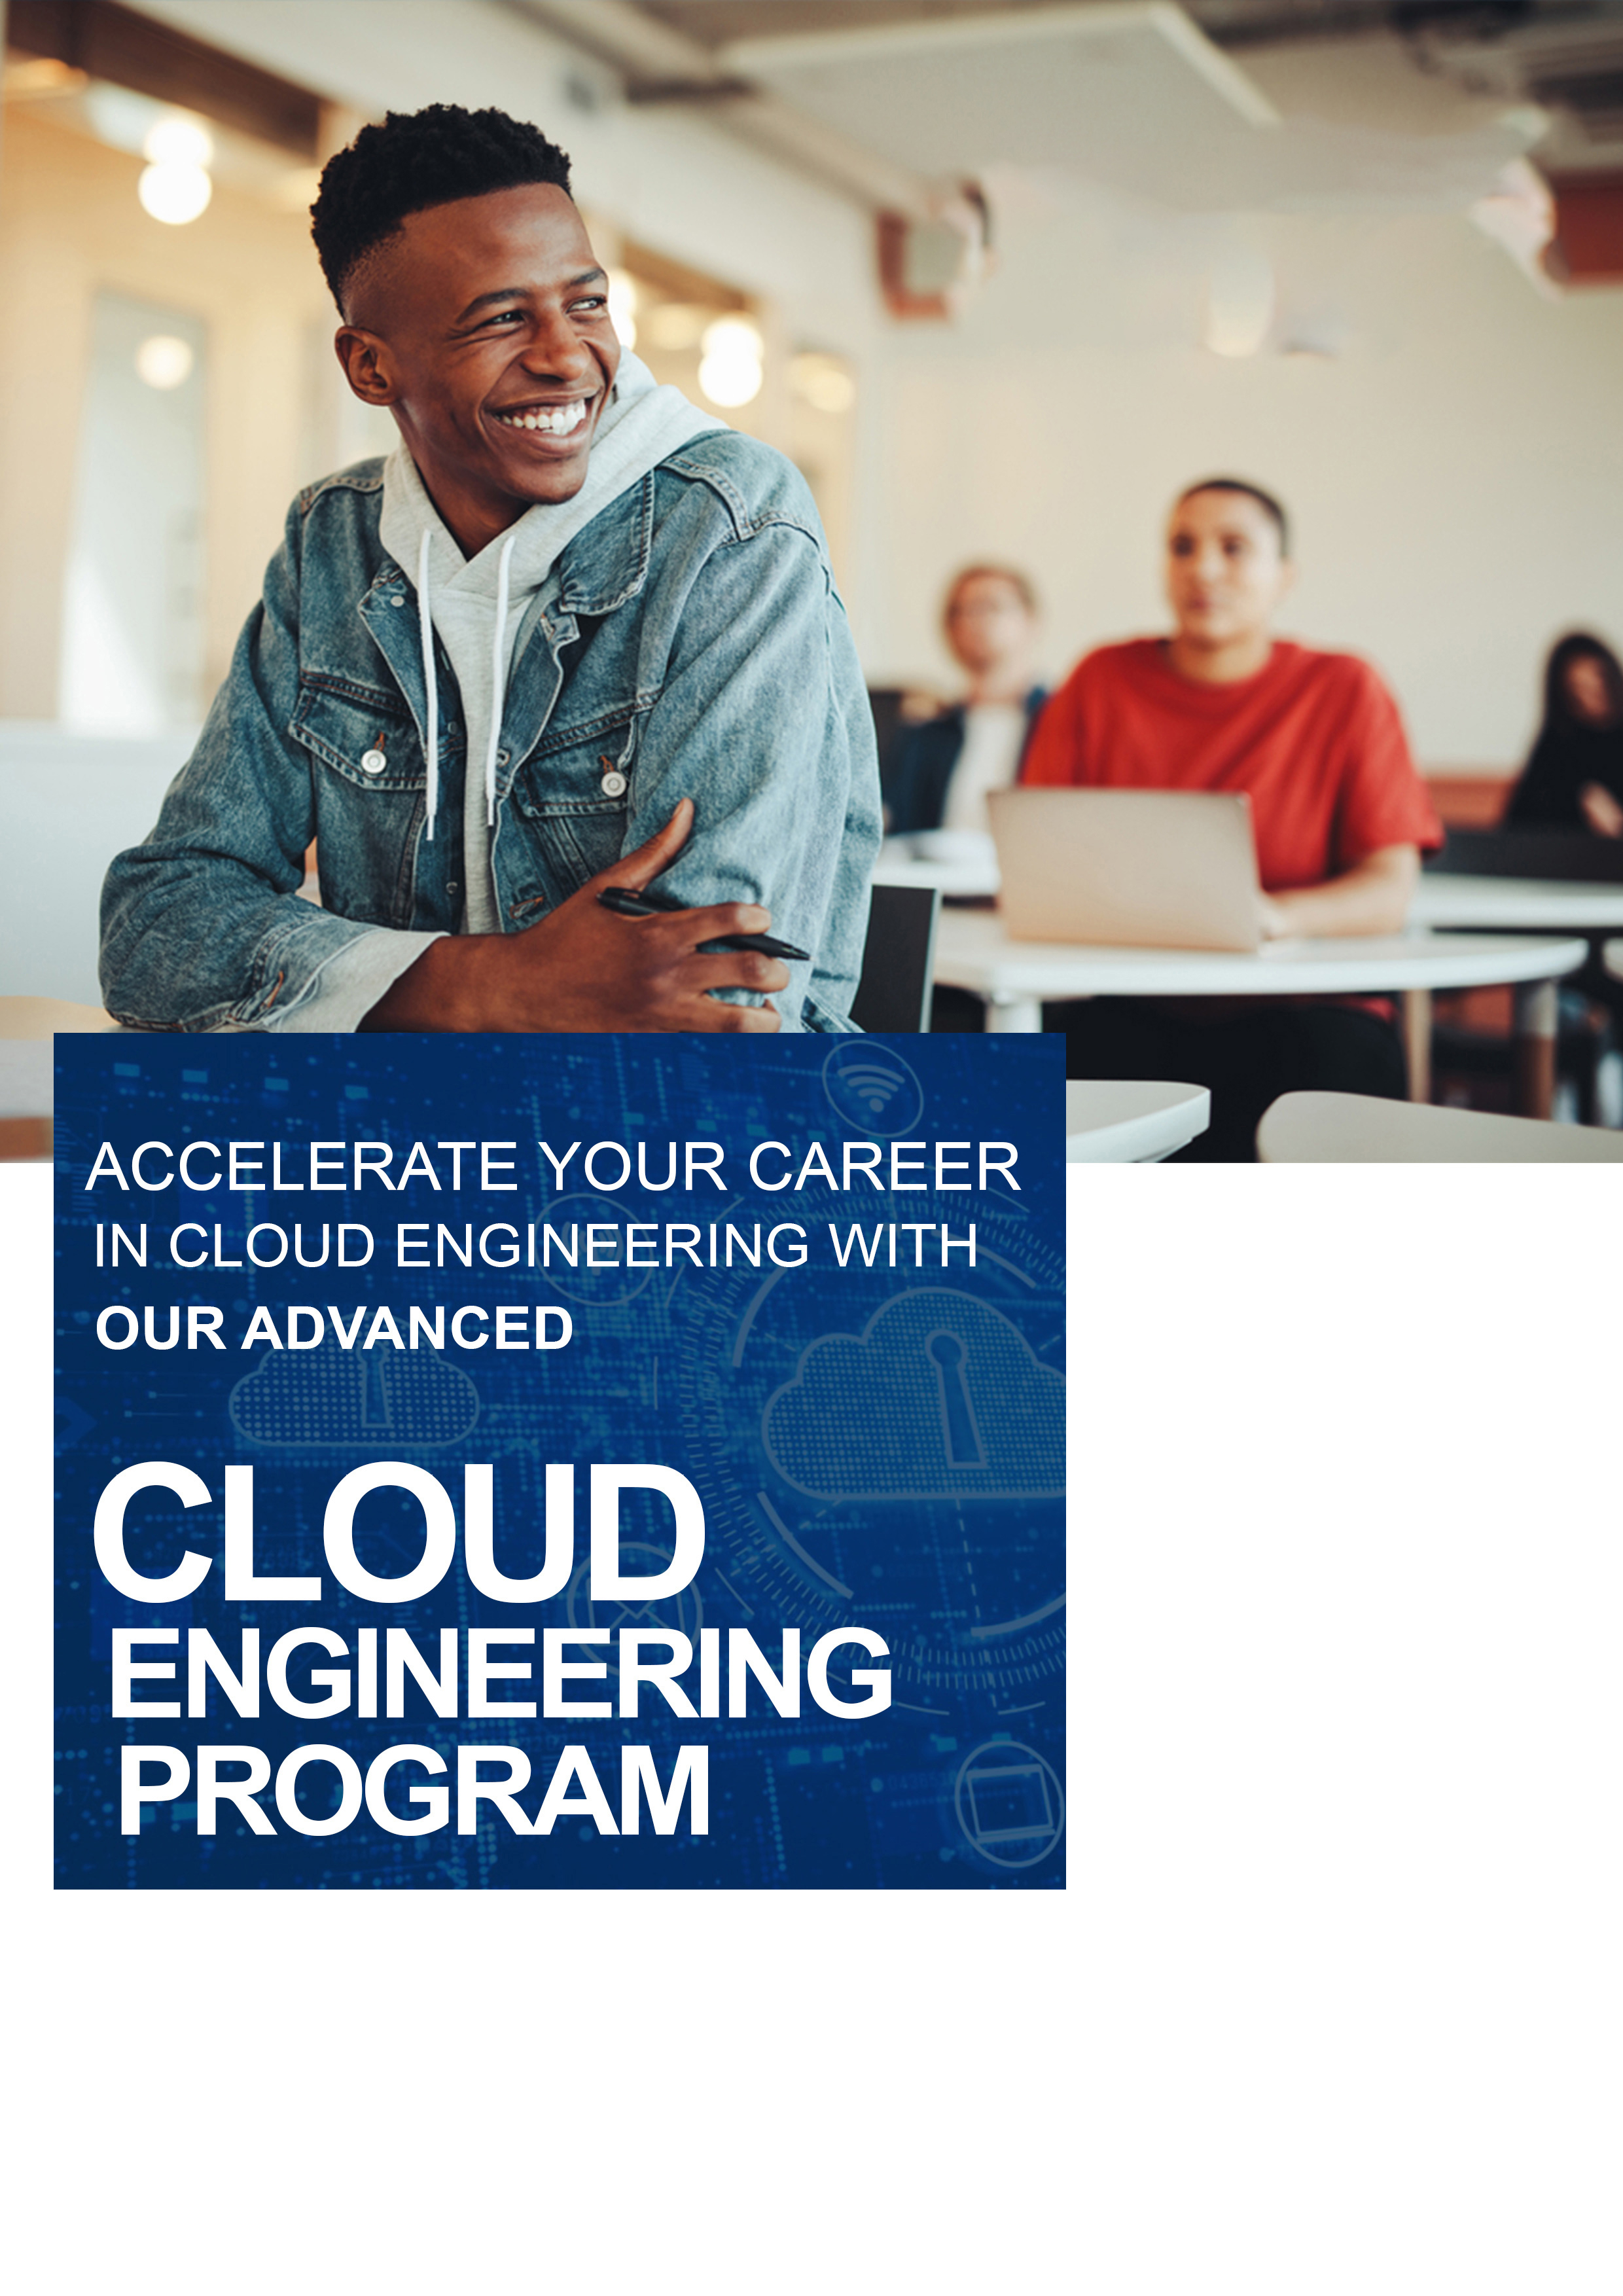 ACCELERATE YOUR CAREER
IN CLOUD ENGINEERING WITH
OUR ADVANCED
CLOUD
ENGINEERING
PROGRAM